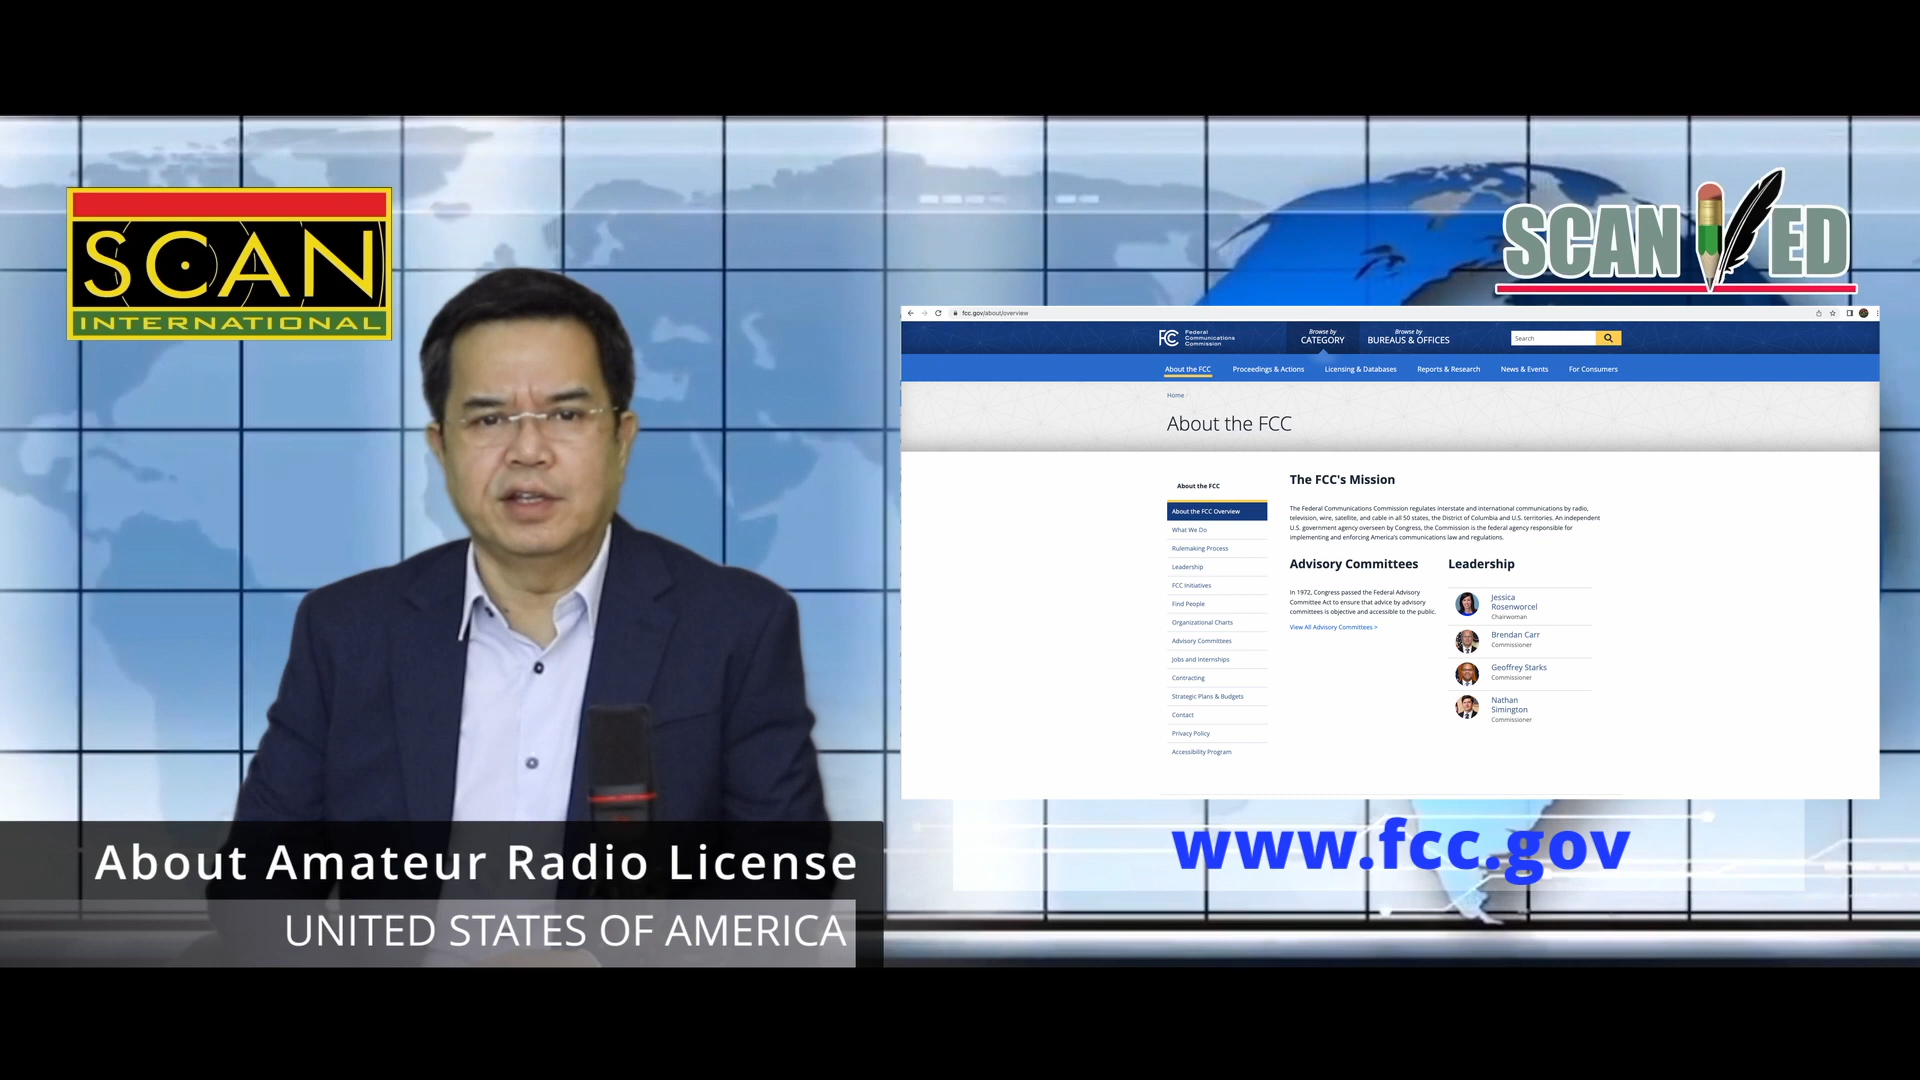 SCAN
INTERNATIONAL
SCAN ED
fcc.gov/about/overview
FCC
Federal
Communications
Commission
Browse by
CATEGORY
Browse by
BUREAUS & OFFICES
Search
About the FCC
Proceedings & Actions
Licensing & Databases
Reports & Research
News & Events
For Consumers
Home
About the FCC
About the FCC
About the FCC Overview
What We Do
Rulemaking Process
Leadership
FCC Initiatives
Find People
Organizational Charts
Advisory Committees
Jobs and Internships
Contracting
Strategic Plans & Budgets
Contact
Privacy Policy
Accessibility Program
The FCC's Mission
The Federal Communications Commission regulates interstate and international communications by radio,
television, wire, satellite, and cable in all 50 states, the District of Columbia and U.S. territories. An independent
U.S. government agency overseen by Congress, the Commission is the federal agency responsible for
implementing and enforcing America's communications law and regulations.
Advisory Committees
In 1972, Congress passed the Federal Advisory
Committee Act to ensure that advice by advisory
committees is objective and accessible to the public.
View All Advisory Committees >
Leadership
Jessica
Rosenworcel
Chairwoman
Brendan Carr
Commissioner
Geoffrey Starks
Commissioner
Nathan
Simington
Commissioner
www.fcc.gov
About Amateur Radio License
UNITED STATES OF AMERICA